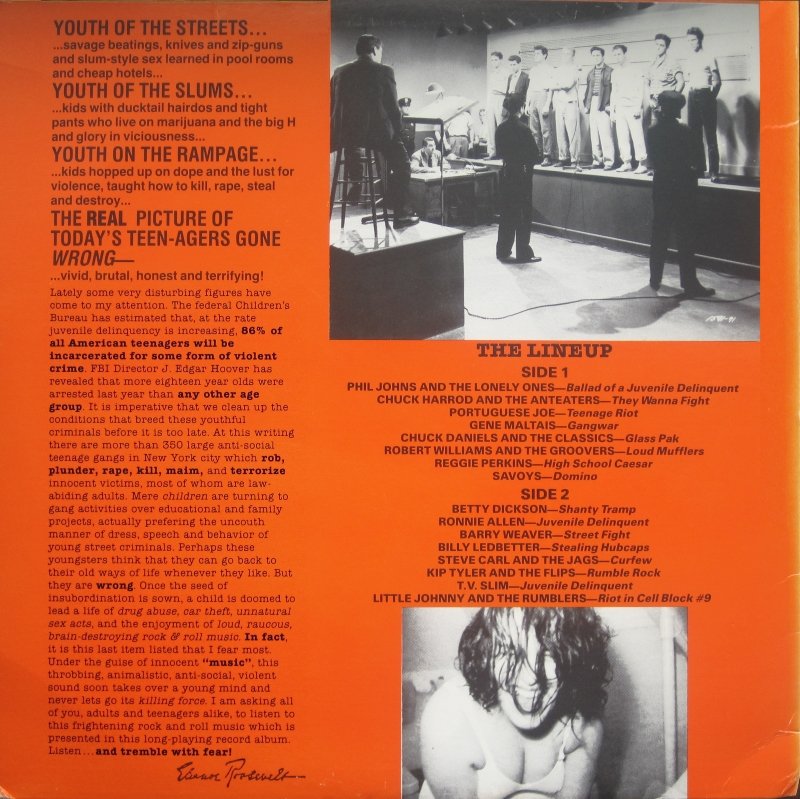 YOUTH OF THE STREETS...
...savage beatings, knives and zip-guns
and slum-style sex learned in pool rooms
and cheap hotels...
YOUTH OF THE SLUMS...
...kids with ducktail hairdos and tight
pants who live on marijuana and the big H
and glory in viciousness...
YOUTH ON THE RAMPAGE...
...kids hopped up on dope and the lust for
violence, taught how to kill, rape, steal
and destroy...
THE REAL PICTURE OF
TODAY'S TEEN-AGERS GONE
WRONG—
...vivid, brutal, honest and terrifying!
Lately some very disturbing figures have
come to my attention. The federal Children's
Bureau has estimated that, at the rate
juvenile delinquency is increasing, 86% of
all American teenagers will be
incarcerated for some form of violent
crime. FBI Director J. Edgar Hoover has
revealed that more eighteen year olds were
arrested last year than any other age
group. It is imperative that we clean up the
conditions that breed these youthful
criminals before it is too late. At this writing
there are more than 350 large anti-social
teenage gangs in New York city which rob,
plunder, rape, kill, maim, and terrorize
innocent victims, most of whom are law-
abiding adults. Mere children are turning to
gang activities over educational and family
projects, actually prefering the uncouth
manner of dress, speech and behavior of
young street criminals. Perhaps these
youngsters think that they can go back to
their old ways of life whenever they like. But
they are wrong. Once the seed of
insubordination is sown, a child is doomed to
lead a life of drug abuse, car theft, unnatural
sex acts, and the enjoyment of loud, raucous,
brain-destroying rock & roll music. In fact,
it is this last item listed that I fear most.
Under the guise of innocent "music", this
throbbing, animalistic, anti-social, violent
sound soon takes over a young mind and
never lets go its killing force. I am asking all
of you, adults and teenagers alike, to listen to
this frightening rock and roll music which is
presented in this long-playing record album.
Listen...and tremble with fear!
Eleanor Roosevelt
THE LINEUP
SIDE 1
PHIL JOHNS AND THE LONELY ONES—Ballad of a Juvenile Delinquent
CHUCK HARROD AND THE ANTEATERS—They Wanna Fight
PORTUGUESE JOE—Teenage Riot
GENE MALTAIS—Gangwar
CHUCK DANIELS AND THE CLASSICS—Glass Pak
ROBERT WILLIAMS AND THE GROOVERS—Loud Mufflers
REGGIE PERKINS—High School Caesar
SAVOYS—Domino
SIDE 2
BETTY DICKSON—Shanty Tramp
RONNIE ALLEN—Juvenile Delinquent
BARRY WEAVER—Street Fight
BILLY LEDBETTER—Stealing Hubcaps
STEVE CARL AND THE JAGS—Curfew
KIP TYLER AND THE FLIPS—Rumble Rock
T.V. SLIM—Juvenile Delinquent
LITTLE JOHNNY AND THE RUMBLERS—Riot in Cell Block #9